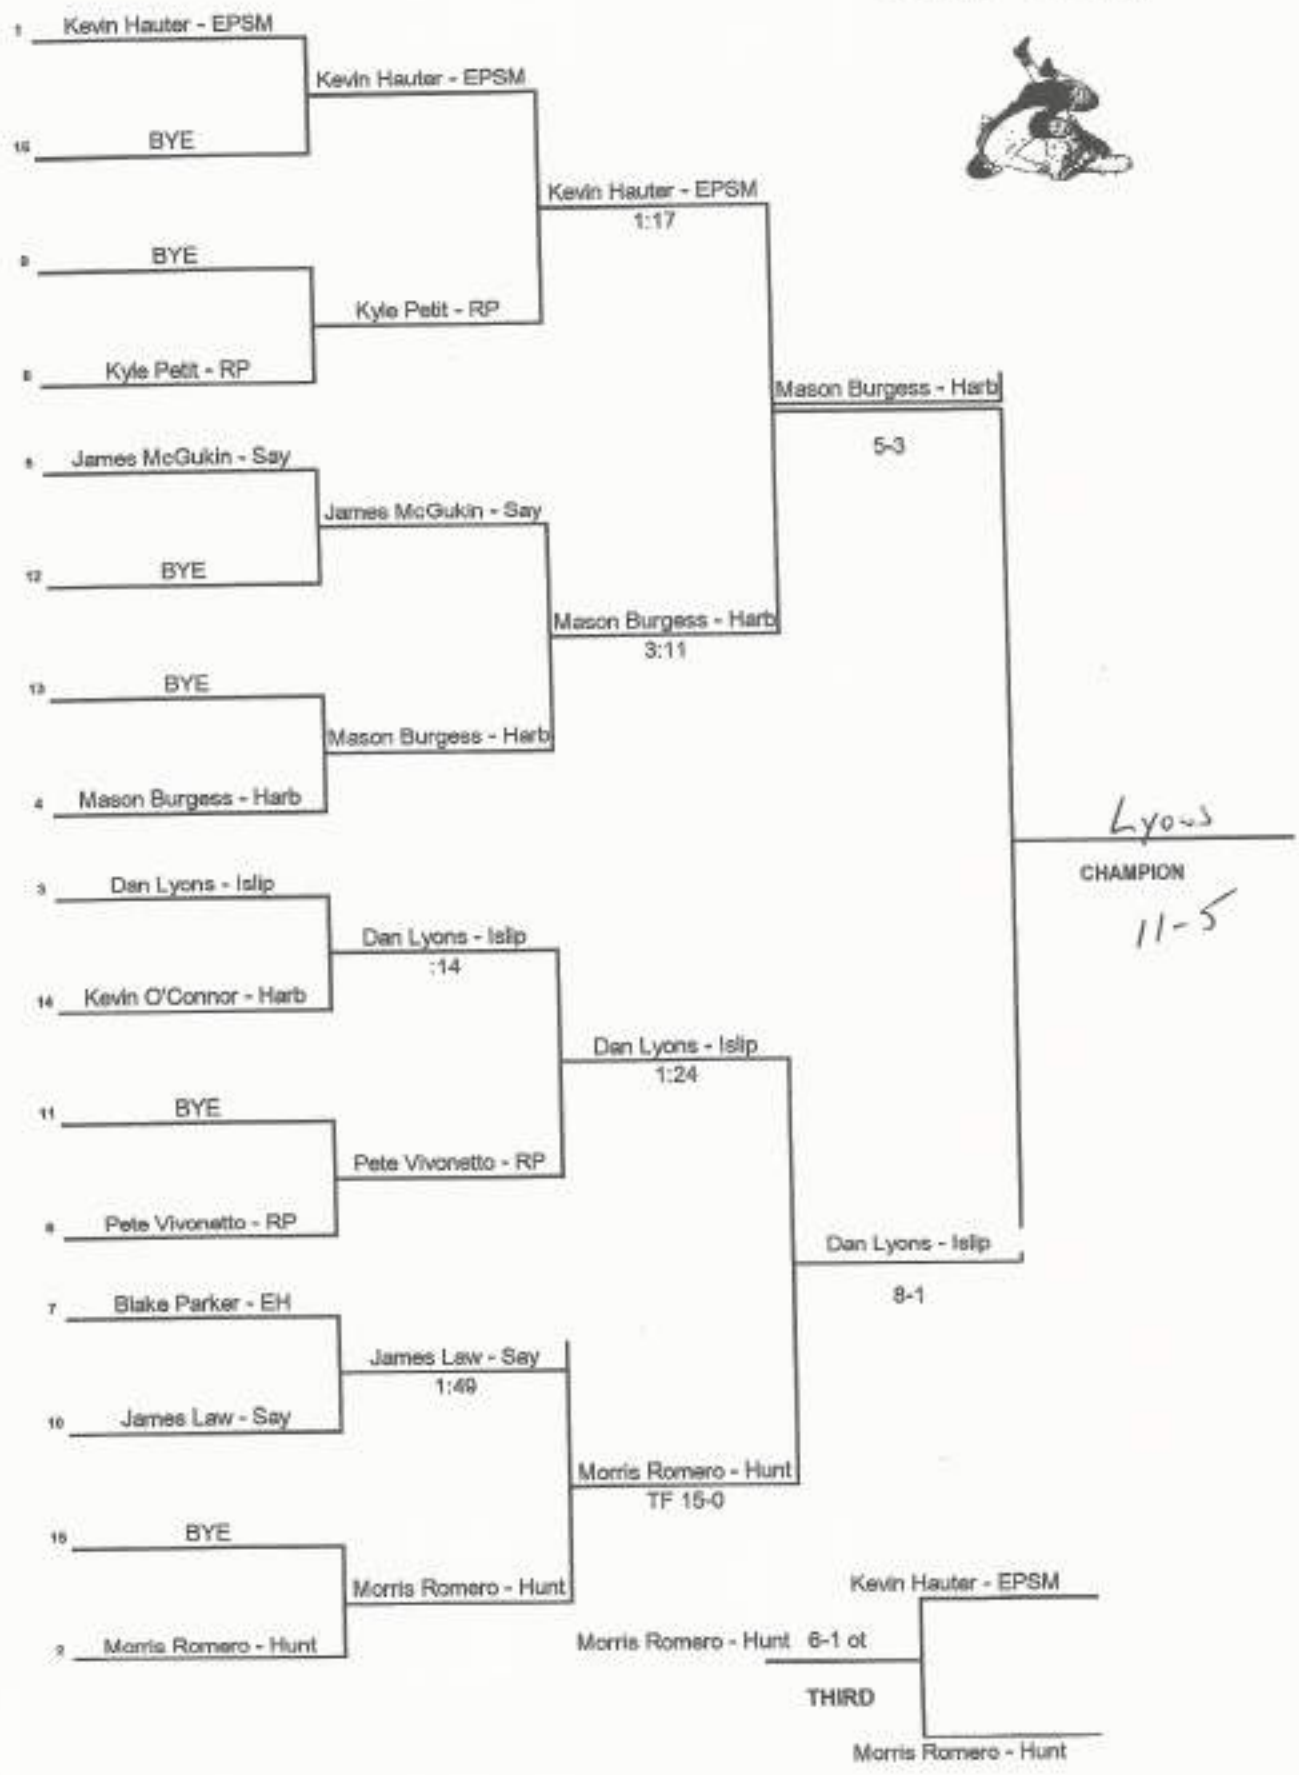 1 Kevin Hauter - EPSM
Kevin Hauter - EPSM
16 BYE
Kevin Hauter - EPSM
1:17
9 BYE
Kyle Petit - RP
8 Kyle Petit - RP
Mason Burgess - Harb
5-3
5 James McGukin - Say
James McGukin - Say
12 BYE
Mason Burgess - Harb
3:11
13 BYE
Mason Burgess - Harb
4 Mason Burgess - Harb
Lyons
CHAMPION
11-5
3 Dan Lyons - Islip
Dan Lyons - Islip
:14
14 Kevin O'Connor - Harb
Dan Lyons - Islip
1:24
11 BYE
Pete Vivonetto - RP
6 Pete Vivonetto - RP
Dan Lyons - Islip
8-1
7 Blake Parker - EH
James Law - Say
1:49
10 James Law - Say
Morris Romero - Hunt
TF 15-0
15 BYE
Morris Romero - Hunt
2 Morris Romero - Hunt
Kevin Hauter - EPSM
Morris Romero - Hunt 6-1 ot
THIRD
Morris Romero - Hunt